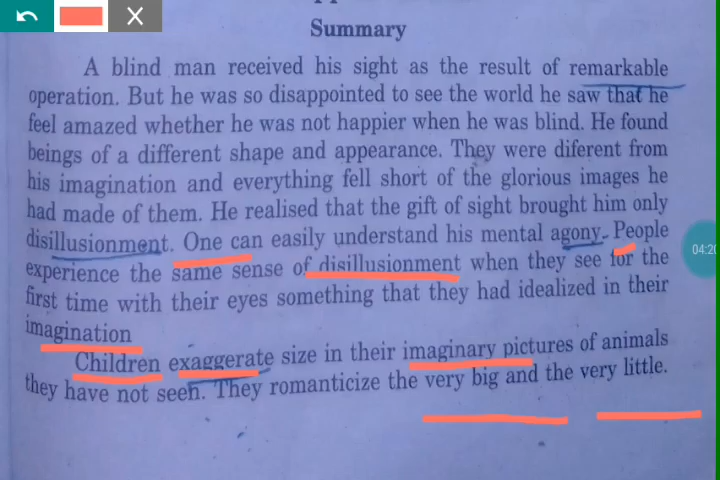 Summary
A blind man received his sight as the result of remarkable
operation. But he was so disappointed to see the world he saw that he
feel amazed whether he was not happier when he was blind. He found
beings of a different shape and appearance. They were diferent from
his imagination and everything fell short of the glorious images he
had made of them. He realised that the gift of sight brought him only
disillusionment. One can easily understand his mental agony. People
experience the same sense of disillusionment when they see for the
first time with their eyes something that they had idealized in their
imagination
Children exaggerate size in their imaginary pictures of animals
they have not seen. They romanticize the very big and the very little.
04:20